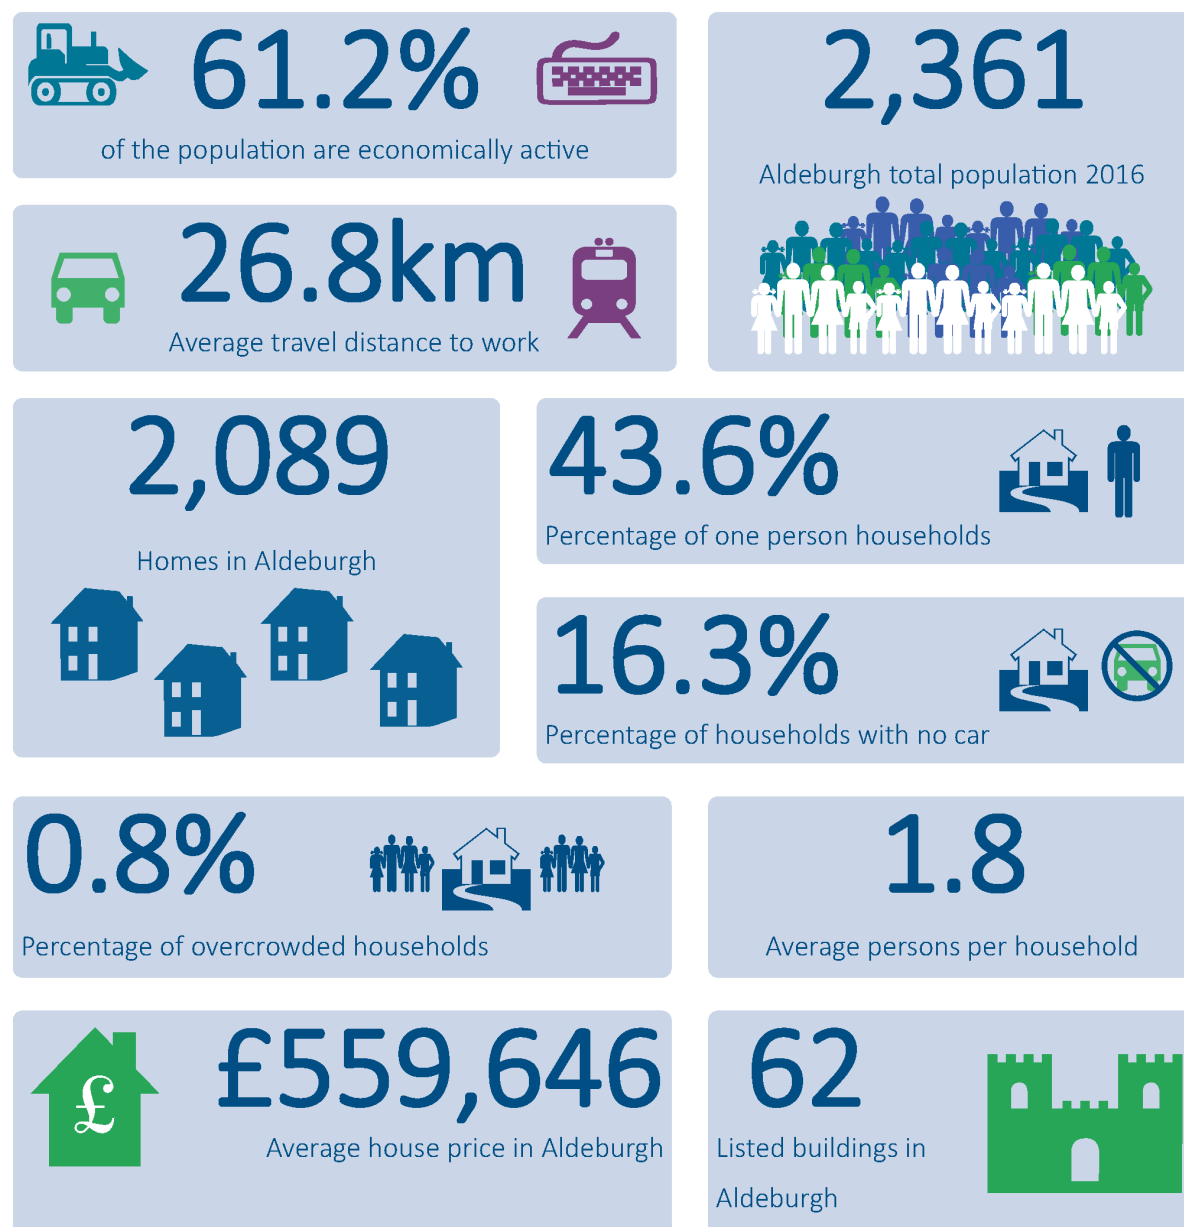 61.2%
of the population are economically active
2,361
Aldeburgh total population 2016
26.8km
Average travel distance to work
2,089
Homes in Aldeburgh
43.6%
Percentage of one person households
16.3%
Percentage of households with no car
0.8%
Percentage of overcrowded households
1.8
Average persons per household
£
£559,646
Average house price in Aldeburgh
62
Listed buildings in
Aldeburgh